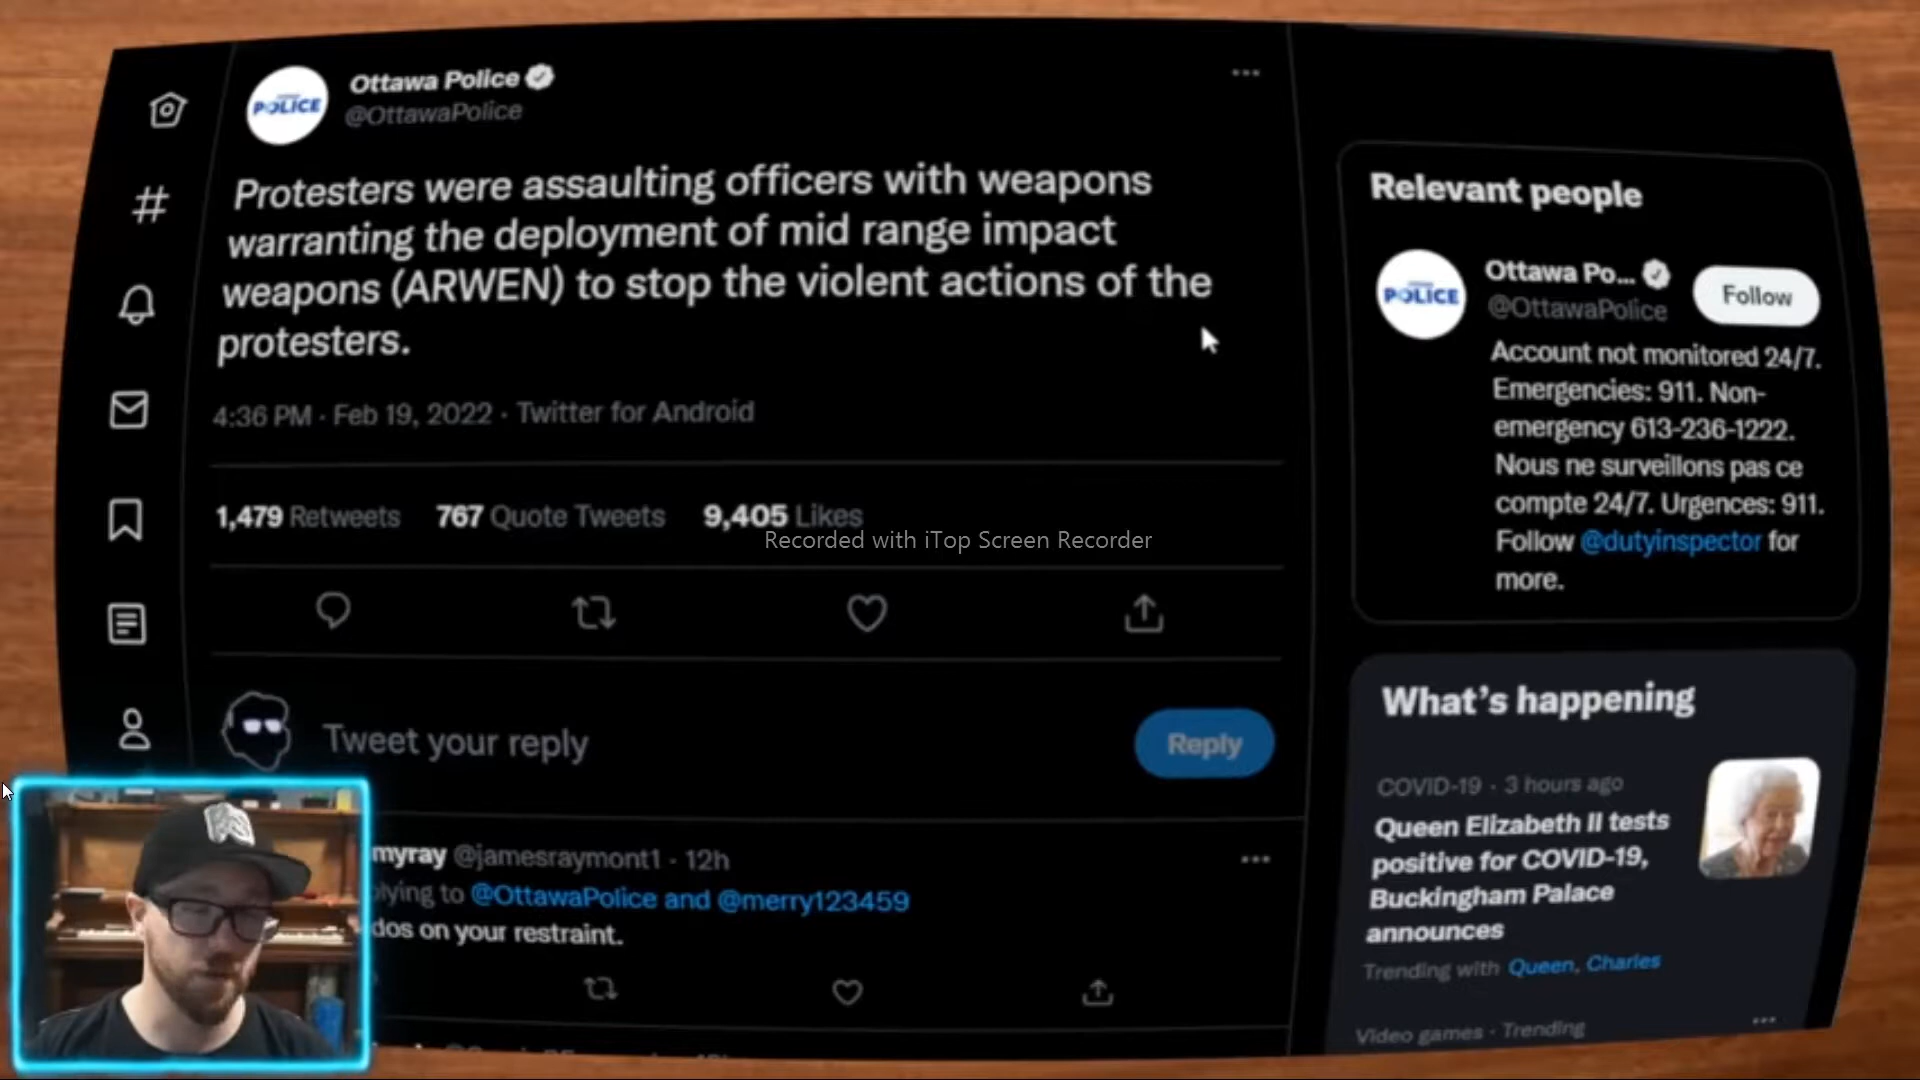 POLICE
Ottawa Police
@OttawaPolice
Protesters were assaulting officers with weapons
warranting the deployment of mid range impact
weapons (ARWEN) to stop the violent actions of the
protesters.
4:36 PM · Feb 19, 2022 · Twitter for Android
1,479 Retweets 767 Quote Tweets 9,405 Likes
Recorded with iTop Screen Recorder
Tweet your reply
Reply
myray @jamesraymont1 · 12h
lying to @OttawaPolice and @merry123459
dos on your restraint.
Relevant people
POLICE
Ottawa Po...
@OttawaPolice
Follow
Account not monitored 24/7.
Emergencies: 911. Non-
emergency 613-236-1222.
Nous ne surveillons pas ce
compte 24/7. Urgences: 911.
Follow @dutyinspector for
more.
What's happening
COVID-19 · 3 hours ago
Queen Elizabeth II tests
positive for COVID-19,
Buckingham Palace
announces
Trending with Queen, Charles
Video games · Trending